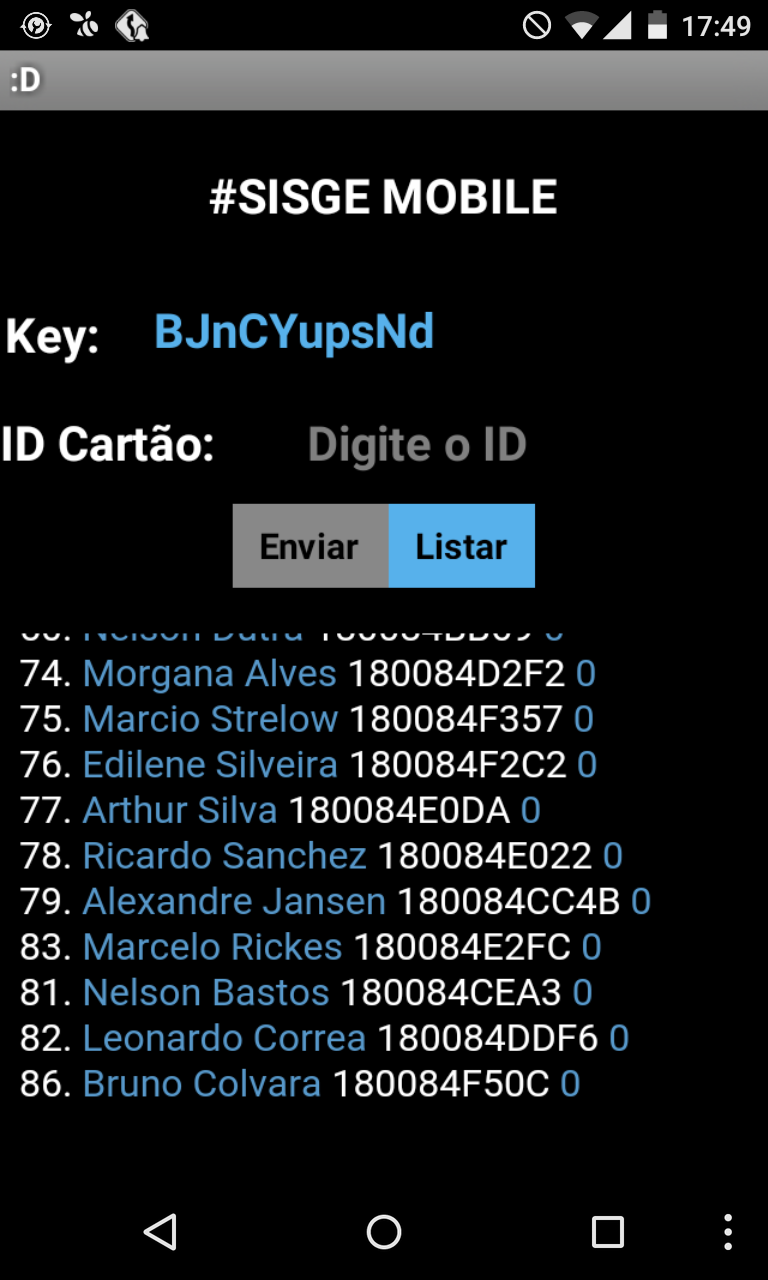 17:49
:D
#SISGE MOBILE
Key: BJnCYupsNd
ID Cartão: Digite o ID
Enviar Listar
Nelson Dutra
74. Morgana Alves 180084D2F2 0
75. Marcio Strelow 180084F357 0
76. Edilene Silveira 180084F2C2 0
77. Arthur Silva 180084E0DA 0
78. Ricardo Sanchez 180084E022 0
79. Alexandre Jansen 180084CC4B 0
83. Marcelo Rickes 180084E2FC 0
81. Nelson Bastos 180084CEA3 0
82. Leonardo Correa 180084DDF6 0
86. Bruno Colvara 180084F50C 0